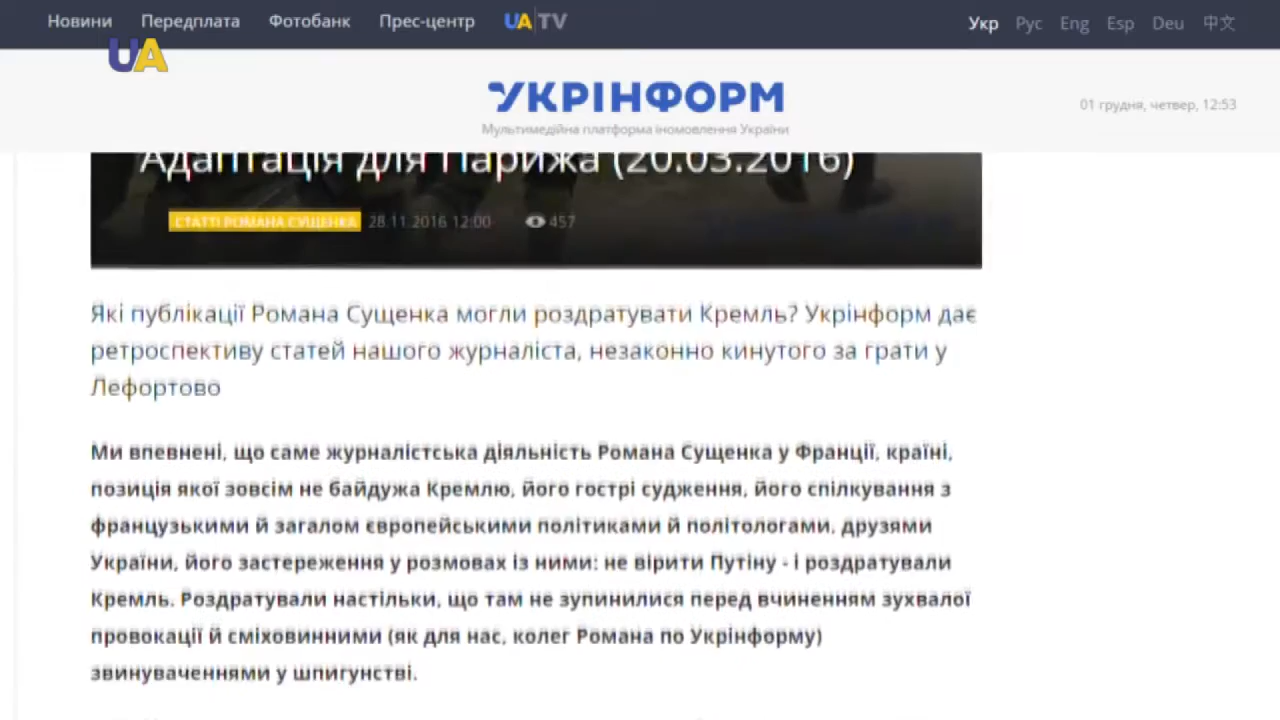 Новини Передплата Фотобанк Прес-центр UA TV Укр Рус Eng Esp Deu 中文
UA
УКРІНФОРМ
Мультимедійна платформа іномовлення України
01 грудня, четвер, 12:53
Адаптація для Парижа (20.03.2016)
СТАТТІ РОМАНА СУЩЕНКА 28.11.2016 12:00 457
Які публікації Романа Сущенка могли роздратувати Кремль? Укрінформ дає
ретроспективу статей нашого журналіста, незаконно кинутого за грати у
Лефортово
Ми впевнені, що саме журналістська діяльність Романа Сущенка у Франції, країні,
позиція якої зовсім не байдужа Кремлю, його гострі судження, його спілкування з
французькими й загалом європейськими політиками й політологами, друзями
України, його застереження у розмовах із ними: не вірити Путіну - і роздратували
Кремль. Роздратували настільки, що там не зупинилися перед вчиненням зухвалої
провокації й сміховинними (як для нас, колег Романа по Укрінформу)
звинуваченнями у шпигунстві.